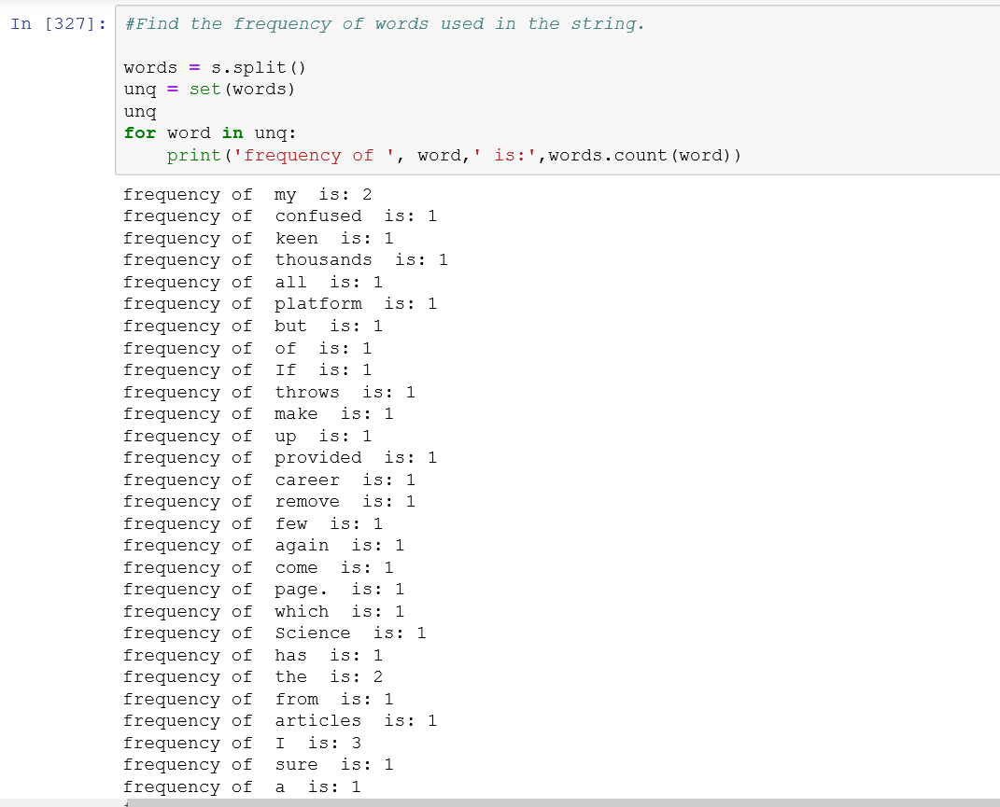 In [327]: #Find the frequency of words used in the string.
words = s.split()
unq = set(words)
unq
for word in unq:
    print('frequency of ', word,' is:',words.count(word))
frequency of  my  is: 2
frequency of  confused  is: 1
frequency of  keen  is: 1
frequency of  thousands  is: 1
frequency of  all  is: 1
frequency of  platform  is: 1
frequency of  but  is: 1
frequency of  of  is: 1
frequency of  If  is: 1
frequency of  throws  is: 1
frequency of  make  is: 1
frequency of  up  is: 1
frequency of  provided  is: 1
frequency of  career  is: 1
frequency of  remove  is: 1
frequency of  few  is: 1
frequency of  again  is: 1
frequency of  come  is: 1
frequency of  page.  is: 1
frequency of  which  is: 1
frequency of  Science  is: 1
frequency of  has  is: 1
frequency of  the  is: 2
frequency of  from  is: 1
frequency of  articles  is: 1
frequency of  I  is: 3
frequency of  sure  is: 1
frequency of  a  is: 1